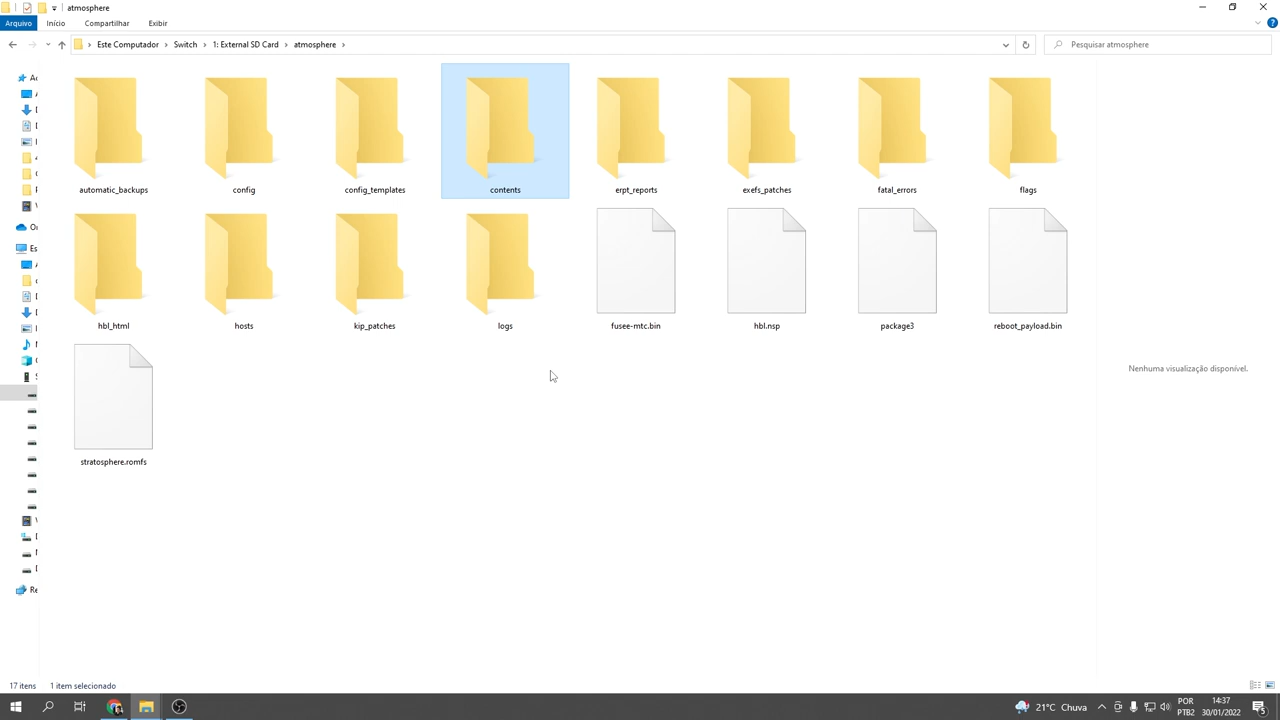 atmosphere
Arquivo Início Compartilhar Exibir
Este Computador Switch 1: External SD Card atmosphere
Pesquisar atmosphere
automatic_backups config config_templates contents erpt_reports exefs_patches fatal_errors flags
hbl_html hosts kip_patches logs fusee-mtc.bin hbl.nsp package3 reboot_payload.bin
Nenhuma visualização disponível.
stratosphere.romfs
17 itens 1 item selecionado
21°C Chuva
POR
PTB2
14:37
30/01/2022
5